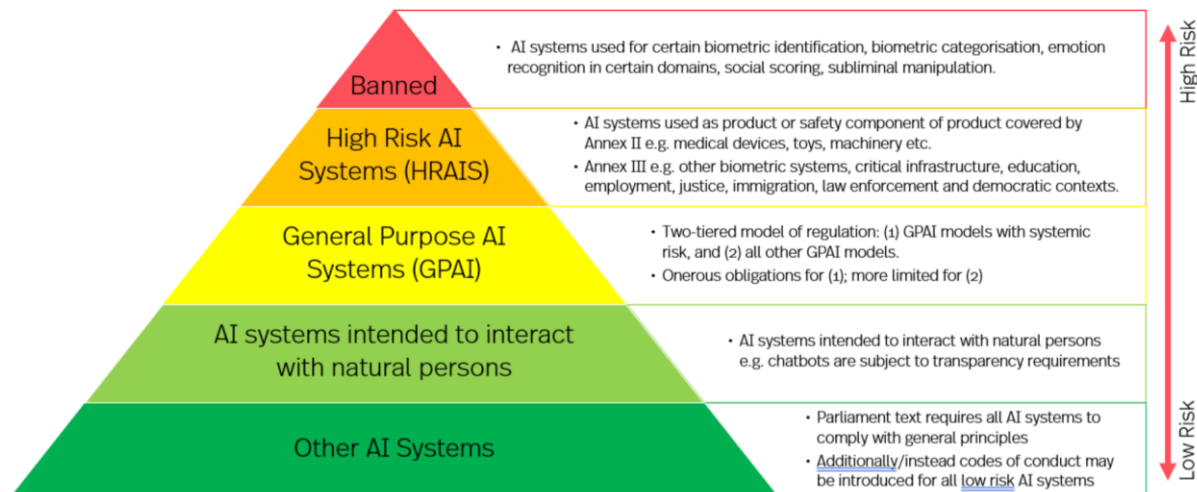 Banned
• AI systems used for certain biometric identification, biometric categorisation, emotion
recognition in certain domains, social scoring, subliminal manipulation.
High Risk AI
Systems (HRAIS)
• AI systems used as product or safety component of product covered by
Annex II e.g. medical devices, toys, machinery etc.
• Annex III e.g. other biometric systems, critical infrastructure, education,
employment, justice, immigration, law enforcement and democratic contexts.
General Purpose AI
Systems (GPAI)
• Two-tiered model of regulation: (1) GPAI models with systemic
risk, and (2) all other GPAI models.
• Onerous obligations for (1); more limited for (2)
AI systems intended to interact
with natural persons
• AI systems intended to interact with natural persons
e.g. chatbots are subject to transparency requirements
Other AI Systems
• Parliament text requires all AI systems to
comply with general principles
• Additionally/instead codes of conduct may
be introduced for all low risk AI systems
High Risk
Low Risk